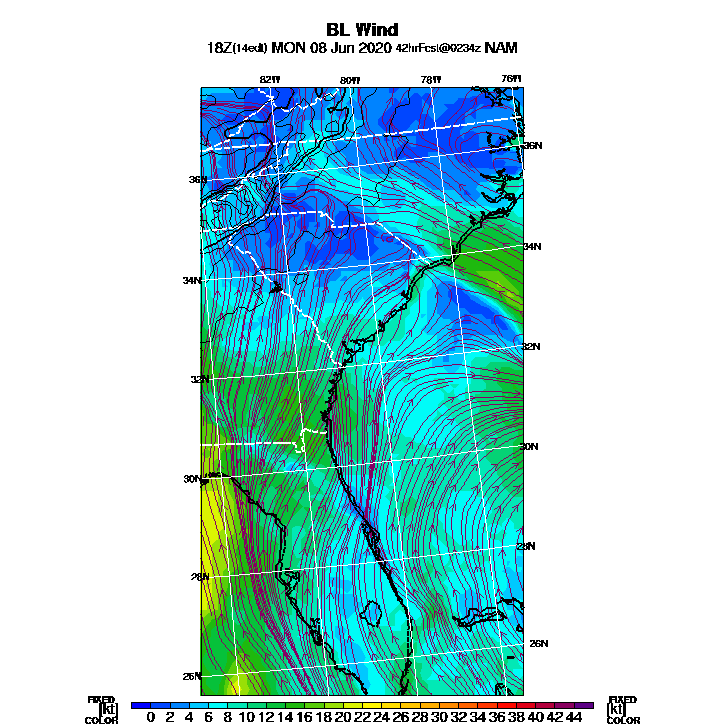 BL Wind
18Z(14edt) MON 08 Jun 2020 42hrFcst@0234z NAM
82W 80W 78W 76W
36N 36N
34N 34N
32N 32N
30N 30N
28N 28N
26N 26N
FIXED FIXED
[kt] 0 2 4 6 8 10 12 14 16 18 20 22 24 26 28 30 32 34 36 38 40 42 44 [kt]
COLOR COLOR